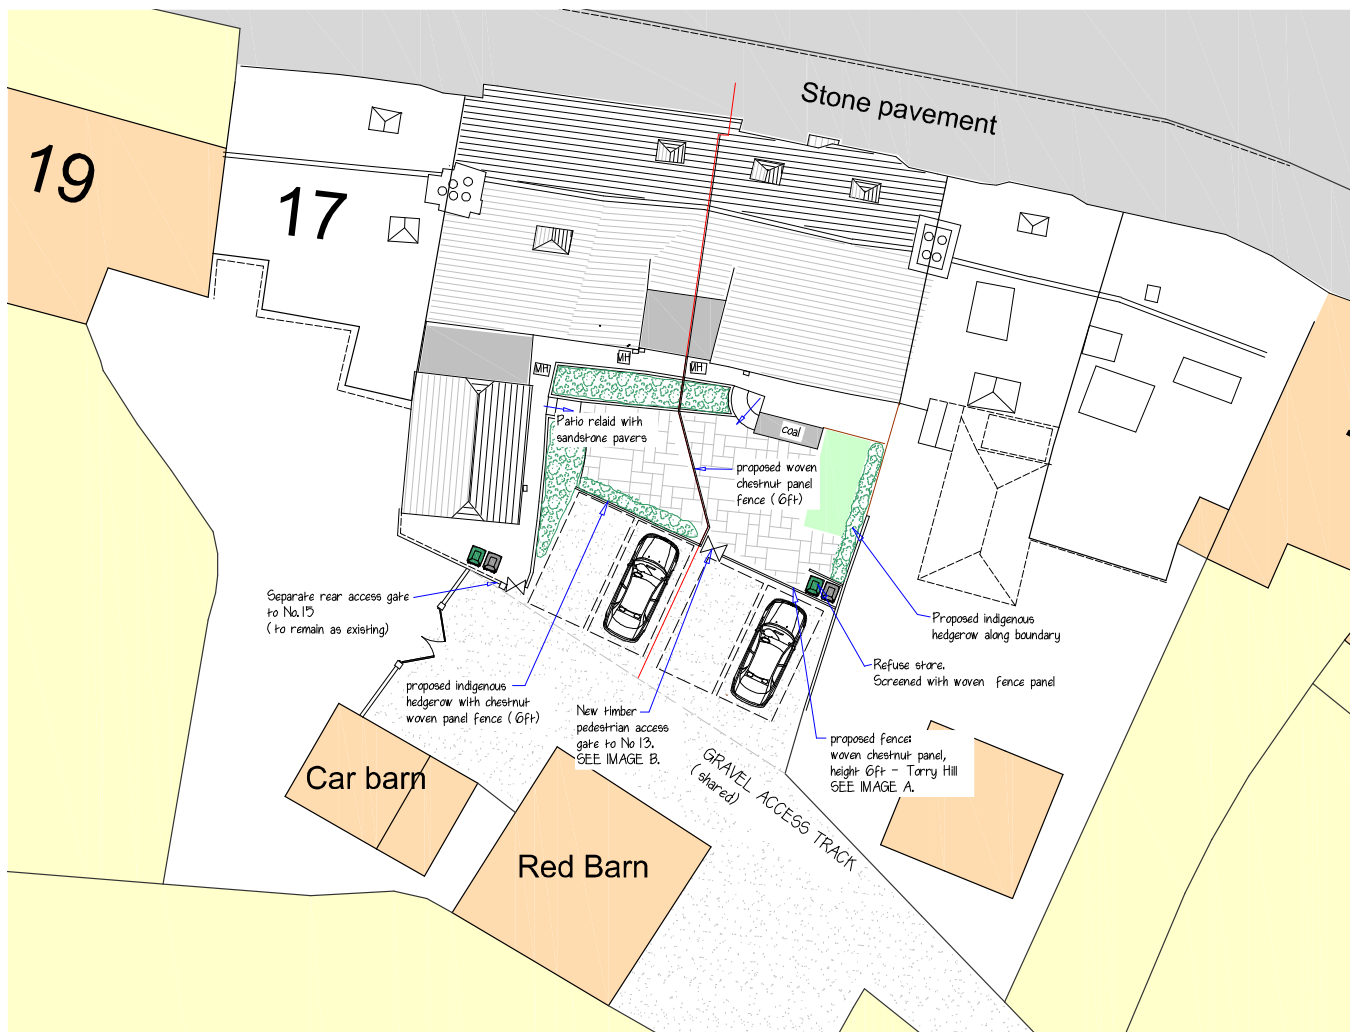 Stone pavement
19
17
MH
MH
MH
coal
Patio relaid with
sandstone pavers
proposed woven
chestnut panel
fence (6ft)
Separate rear access gate
to No.15
(to remain as existing)
Proposed indigenous
hedgerow along boundary
Refuse store.
Screened with woven fence panel
proposed indigenous
hedgerow with chestnut
woven panel fence (6ft)
New timber
pedestrian access
gate to No 13.
SEE IMAGE B.
proposed fence:
woven chestnut panel,
height 6ft - Torry Hill
SEE IMAGE A.
GRAVEL ACCESS TRACK
(shared)
Car barn
Red Barn